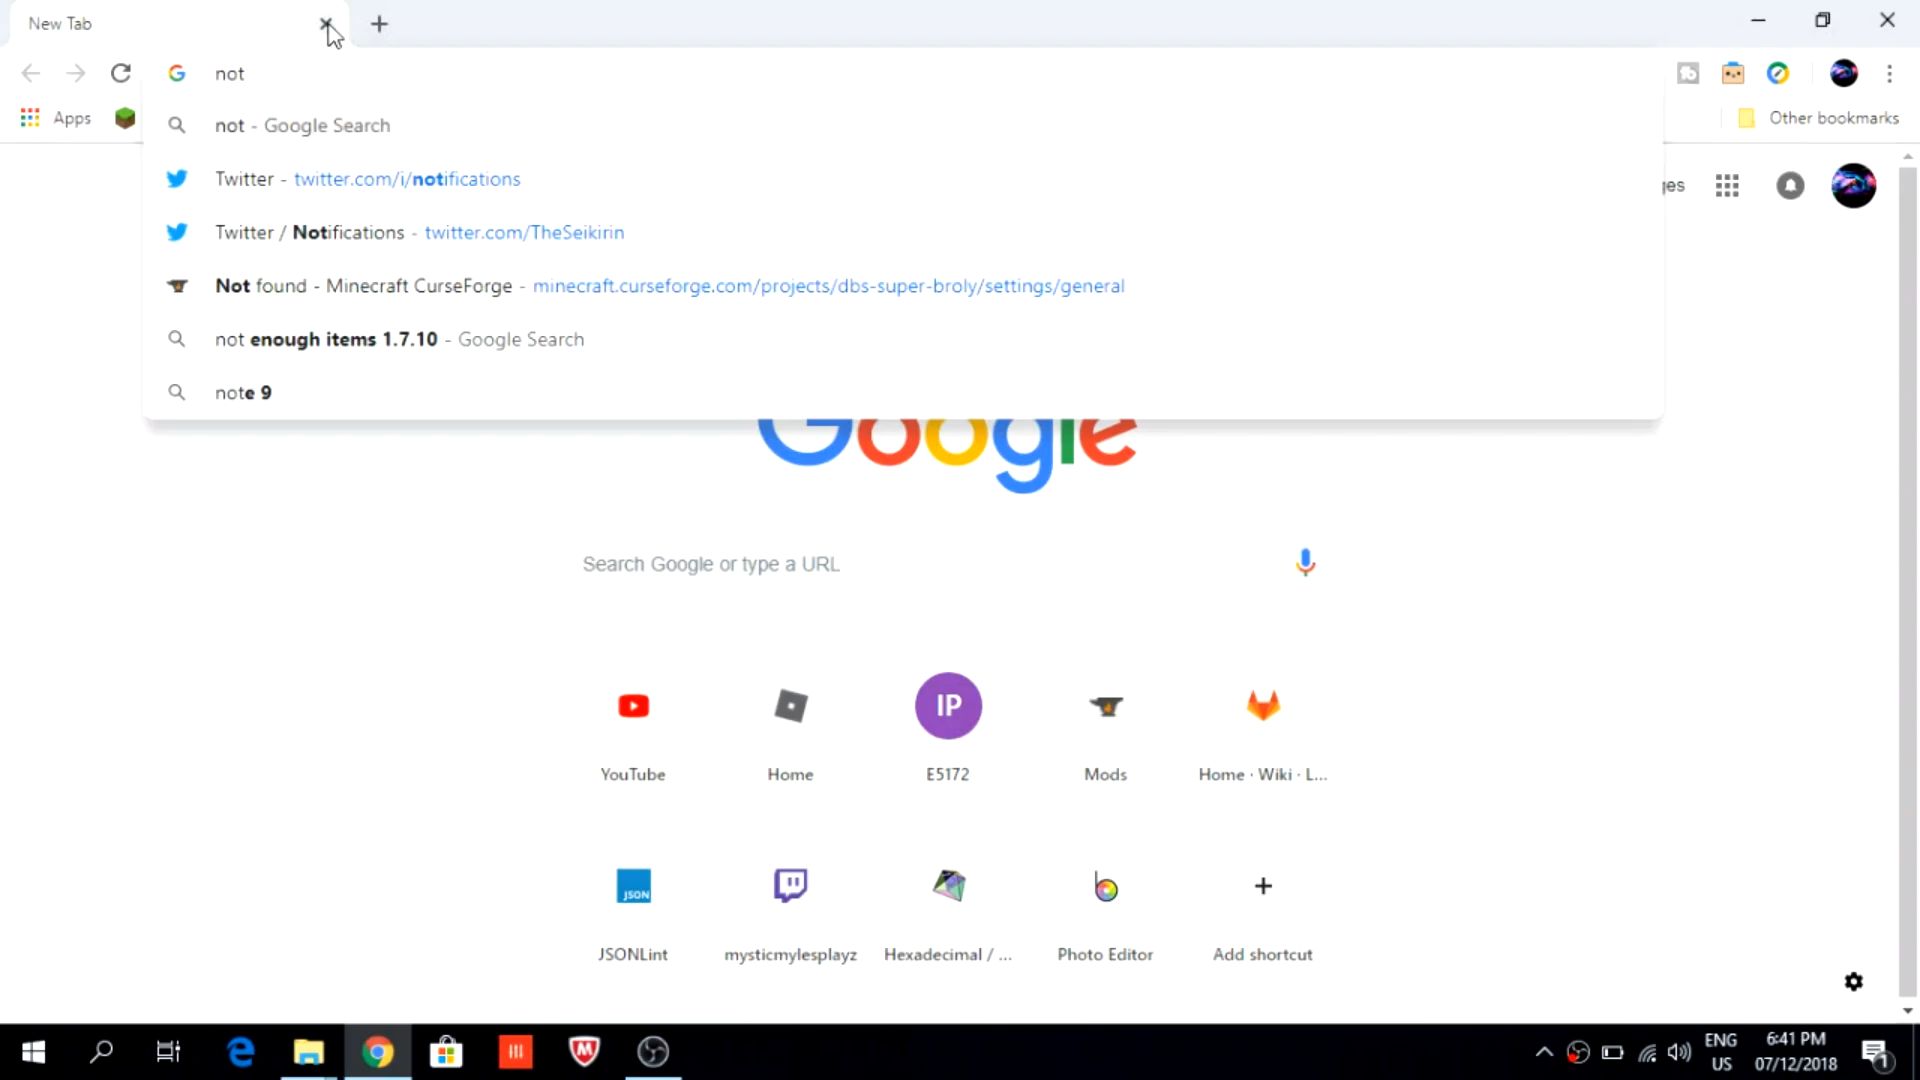 New Tab
not
Apps
Other bookmarks
not - Google Search
Twitter - twitter.com/i/notifications
ges
Twitter / Notifications - twitter.com/TheSeikirin
Not found - Minecraft CurseForge - minecraft.curseforge.com/projects/dbs-super-broly/settings/general
not enough items 1.7.10 - Google Search
note 9
Google
Search Google or type a URL
IP
YouTube
Home
E5172
Mods
Home · Wiki · L...
JSON
JSONLint
mysticmylesplayz
Hexadecimal / ...
Photo Editor
Add shortcut
ENG
US
6:41 PM
07/12/2018
1